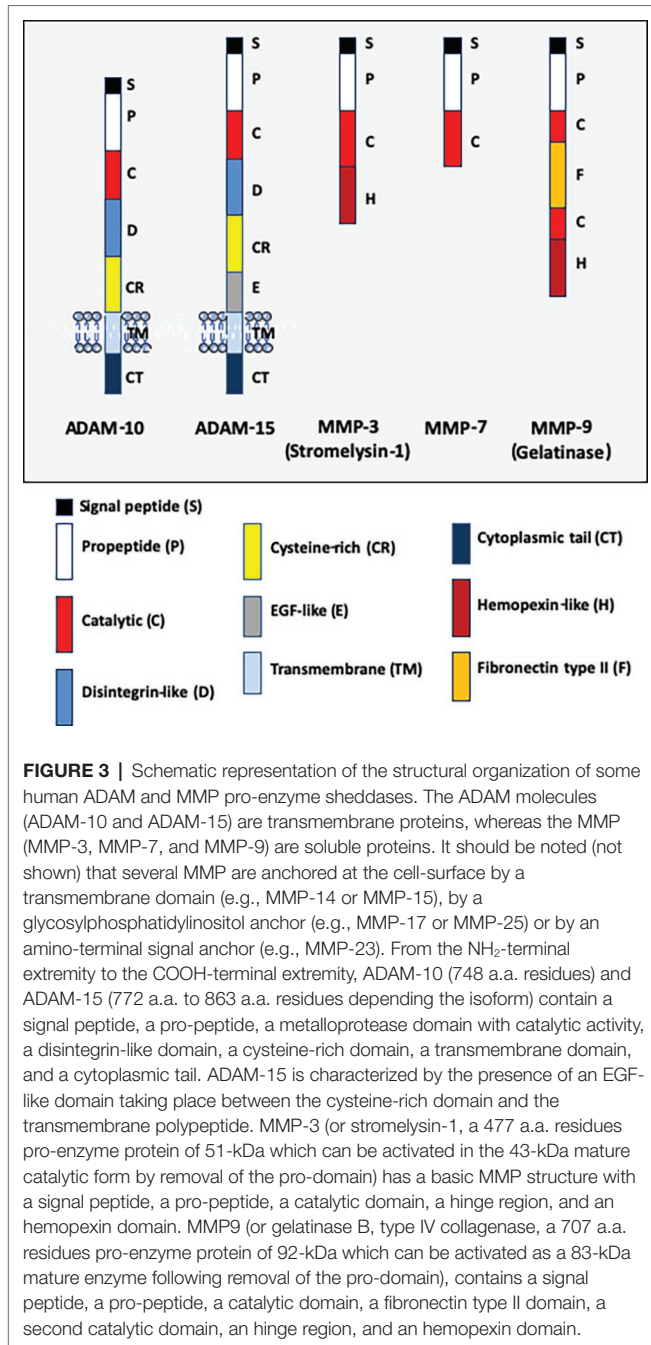 S
P
C
D
CR
TM
CT
ADAM-10
S
P
C
D
CR
E
TM
CT
ADAM-15
S
P
C
H
MMP-3
(Stromelysin-1)
S
P
C
MMP-7
S
P
C
F
C
H
MMP-9
(Gelatinase)
Signal peptide (S)
Propeptide (P)
Catalytic (C)
Disintegrin-like (D)
Cysteine-rich (CR)
EGF-like (E)
Transmembrane (TM)
Cytoplasmic tail (CT)
Hemopexin-like (H)
Fibronectin type II (F)
FIGURE 3 | Schematic representation of the structural organization of some
human ADAM and MMP pro-enzyme sheddases. The ADAM molecules
(ADAM-10 and ADAM-15) are transmembrane proteins, whereas the MMP
(MMP-3, MMP-7, and MMP-9) are soluble proteins. It should be noted (not
shown) that several MMP are anchored at the cell-surface by a
transmembrane domain (e.g., MMP-14 or MMP-15), by a
glycosylphosphatidylinositol anchor (e.g., MMP-17 or MMP-25) or by an
amino-terminal signal anchor (e.g., MMP-23). From the NH₂-terminal
extremity to the COOH-terminal extremity, ADAM-10 (748 a.a. residues) and
ADAM-15 (772 a.a. to 863 a.a. residues depending the isoform) contain a
signal peptide, a pro-peptide, a metalloprotease domain with catalytic activity,
a disintegrin-like domain, a cysteine-rich domain, a transmembrane domain,
and a cytoplasmic tail. ADAM-15 is characterized by the presence of an EGF-
like domain taking place between the cysteine-rich domain and the
transmembrane polypeptide. MMP-3 (or stromelysin-1, a 477 a.a. residues
pro-enzyme protein of 51-kDa which can be activated in the 43-kDa mature
catalytic form by removal of the pro-domain) has a basic MMP structure with
a signal peptide, a pro-peptide, a catalytic domain, a hinge region, and an
hemopexin domain. MMP9 (or gelatinase B, type IV collagenase, a 707 a.a.
residues pro-enzyme protein of 92-kDa which can be activated as a 83-kDa
mature enzyme following removal of the pro-domain), contains a signal
peptide, a pro-peptide, a catalytic domain, a fibronectin type II domain, a
second catalytic domain, an hinge region, and an hemopexin domain.